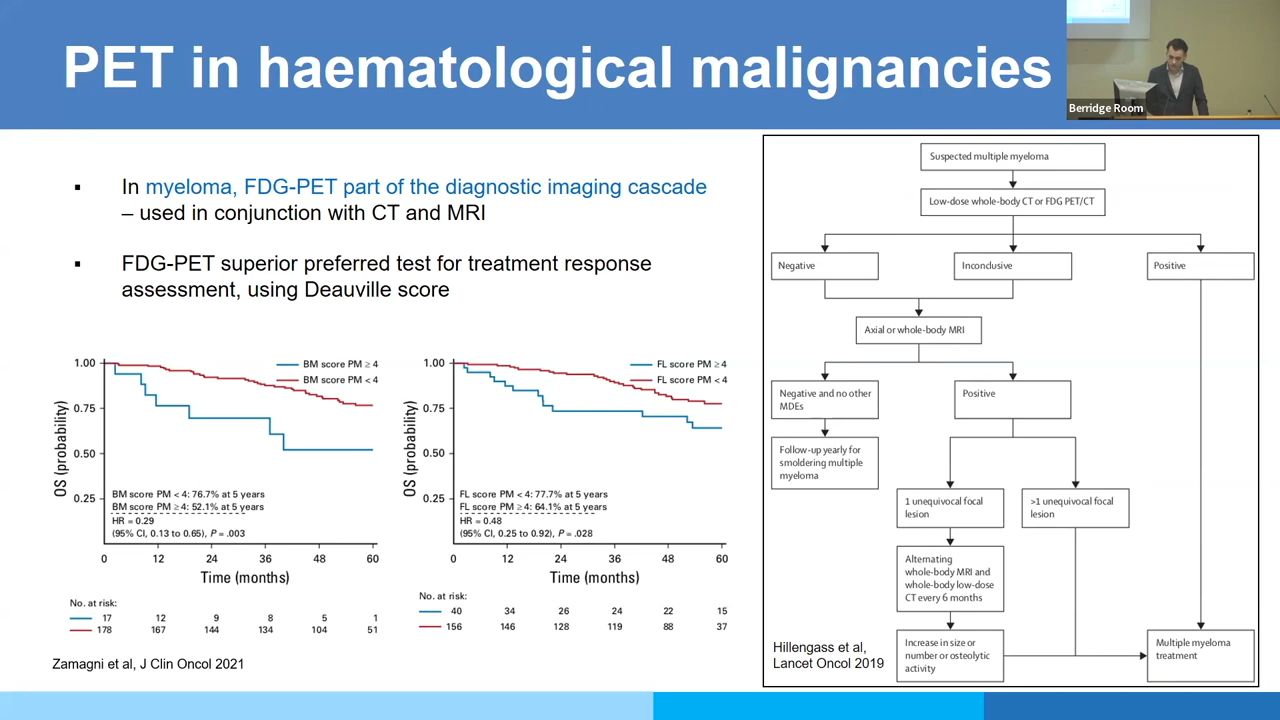 PET in haematological malignancies
Berridge Room
▪ In myeloma, FDG-PET part of the diagnostic imaging cascade
– used in conjunction with CT and MRI
▪ FDG-PET superior preferred test for treatment response
assessment, using Deauville score
OS (probability)
1.00
0.75
0.50
0.25
BM score PM ≥ 4
BM score PM < 4
BM score PM < 4: 76.7% at 5 years
BM score PM ≥ 4: 52.1% at 5 years
HR = 0.29
(95% CI, 0.13 to 0.65), P = .003
0 12 24 36 48 60
Time (months)
No. at risk:
17 12 9 8 5 1
178 167 144 134 104 51
OS (probability)
1.00
0.75
0.50
0.25
FL score PM ≥ 4
FL score PM < 4
FL score PM < 4: 77.7% at 5 years
FL score PM ≥ 4: 64.1% at 5 years
HR = 0.48
(95% CI, 0.25 to 0.92), P = .028
0 12 24 36 48 60
Time (months)
No. at risk:
40 34 26 24 22 15
156 146 128 119 88 37
Zamagni et al, J Clin Oncol 2021
Suspected multiple myeloma
Low-dose whole-body CT or FDG PET/CT
Negative
Inconclusive
Positive
Axial or whole-body MRI
Negative and no other
MDEs
Positive
Follow-up yearly for
smoldering multiple
myeloma
1 unequivocal focal
lesion
>1 unequivocal focal
lesion
Alternating
whole-body MRI and
whole-body low-dose
CT every 6 months
Increase in size or
number or osteolytic
activity
Multiple myeloma
treatment
Hillengass et al,
Lancet Oncol 2019